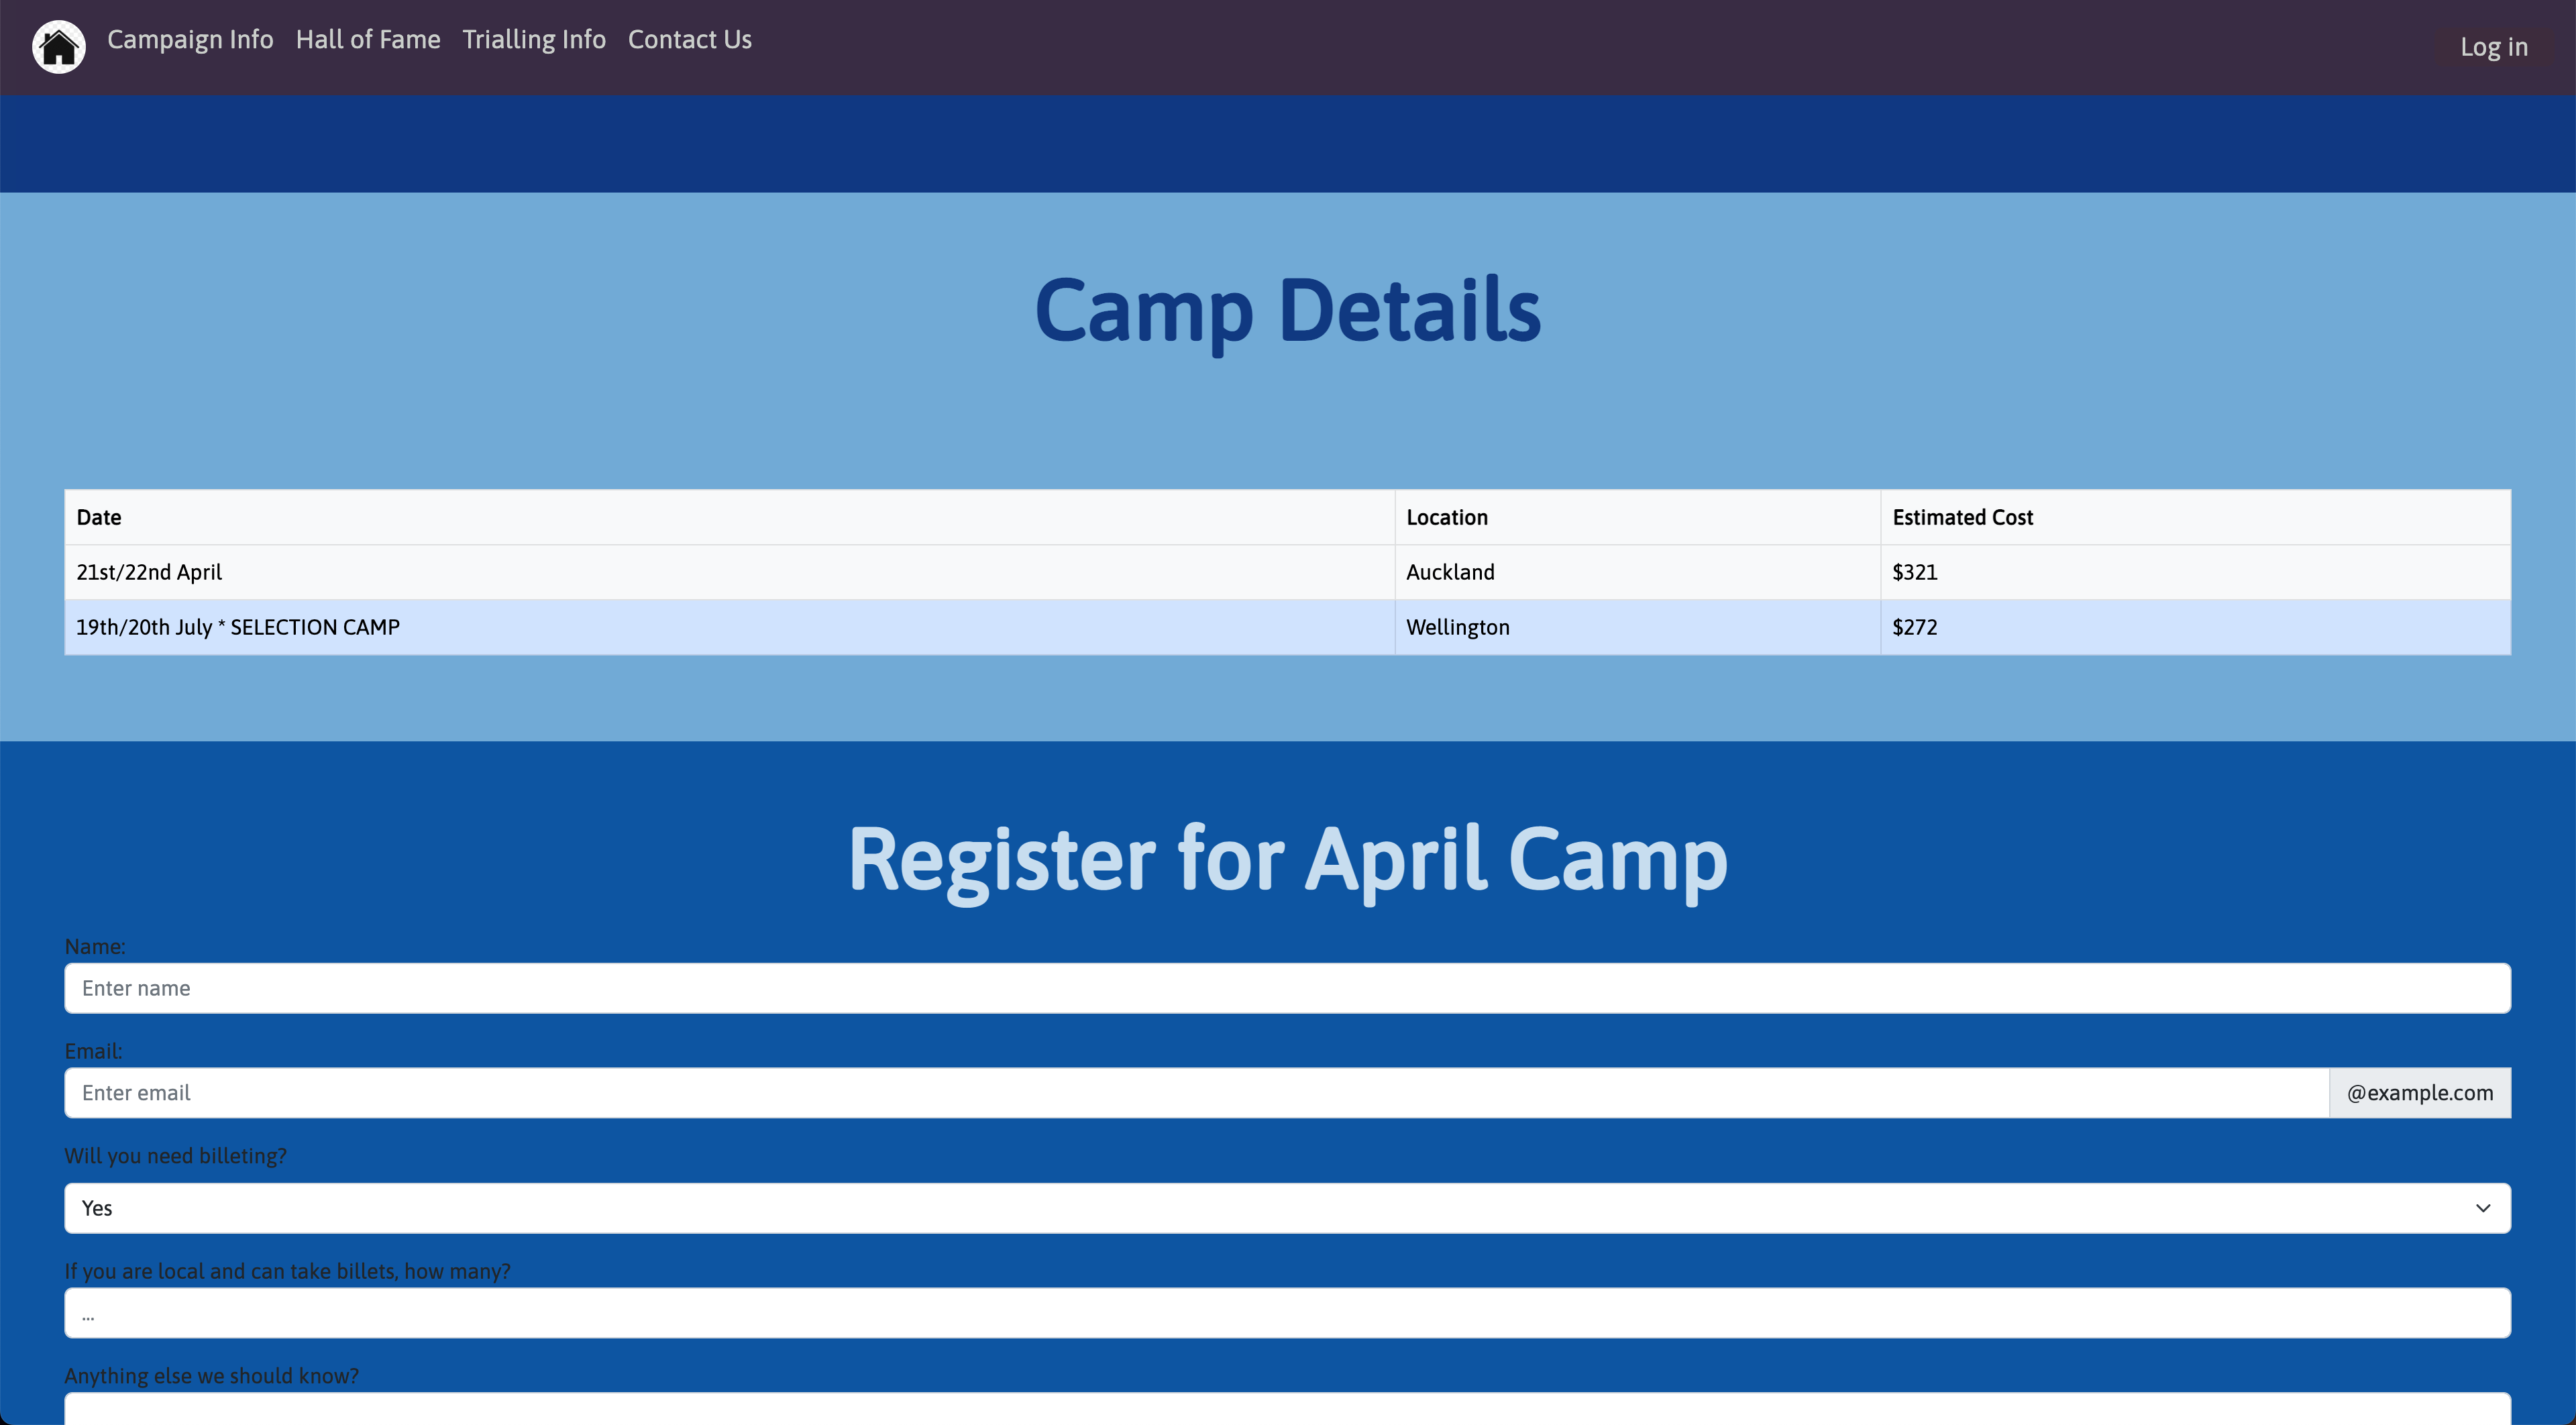 Campaign Info Hall of Fame Trialling Info Contact Us Log in
Camp Details
Date Location Estimated Cost
21st/22nd April Auckland $321
19th/20th July * SELECTION CAMP Wellington $272
Register for April Camp
Name:
Enter name
Email:
Enter email @example.com
Will you need billeting?
Yes
If you are local and can take billets, how many?
...
Anything else we should know?